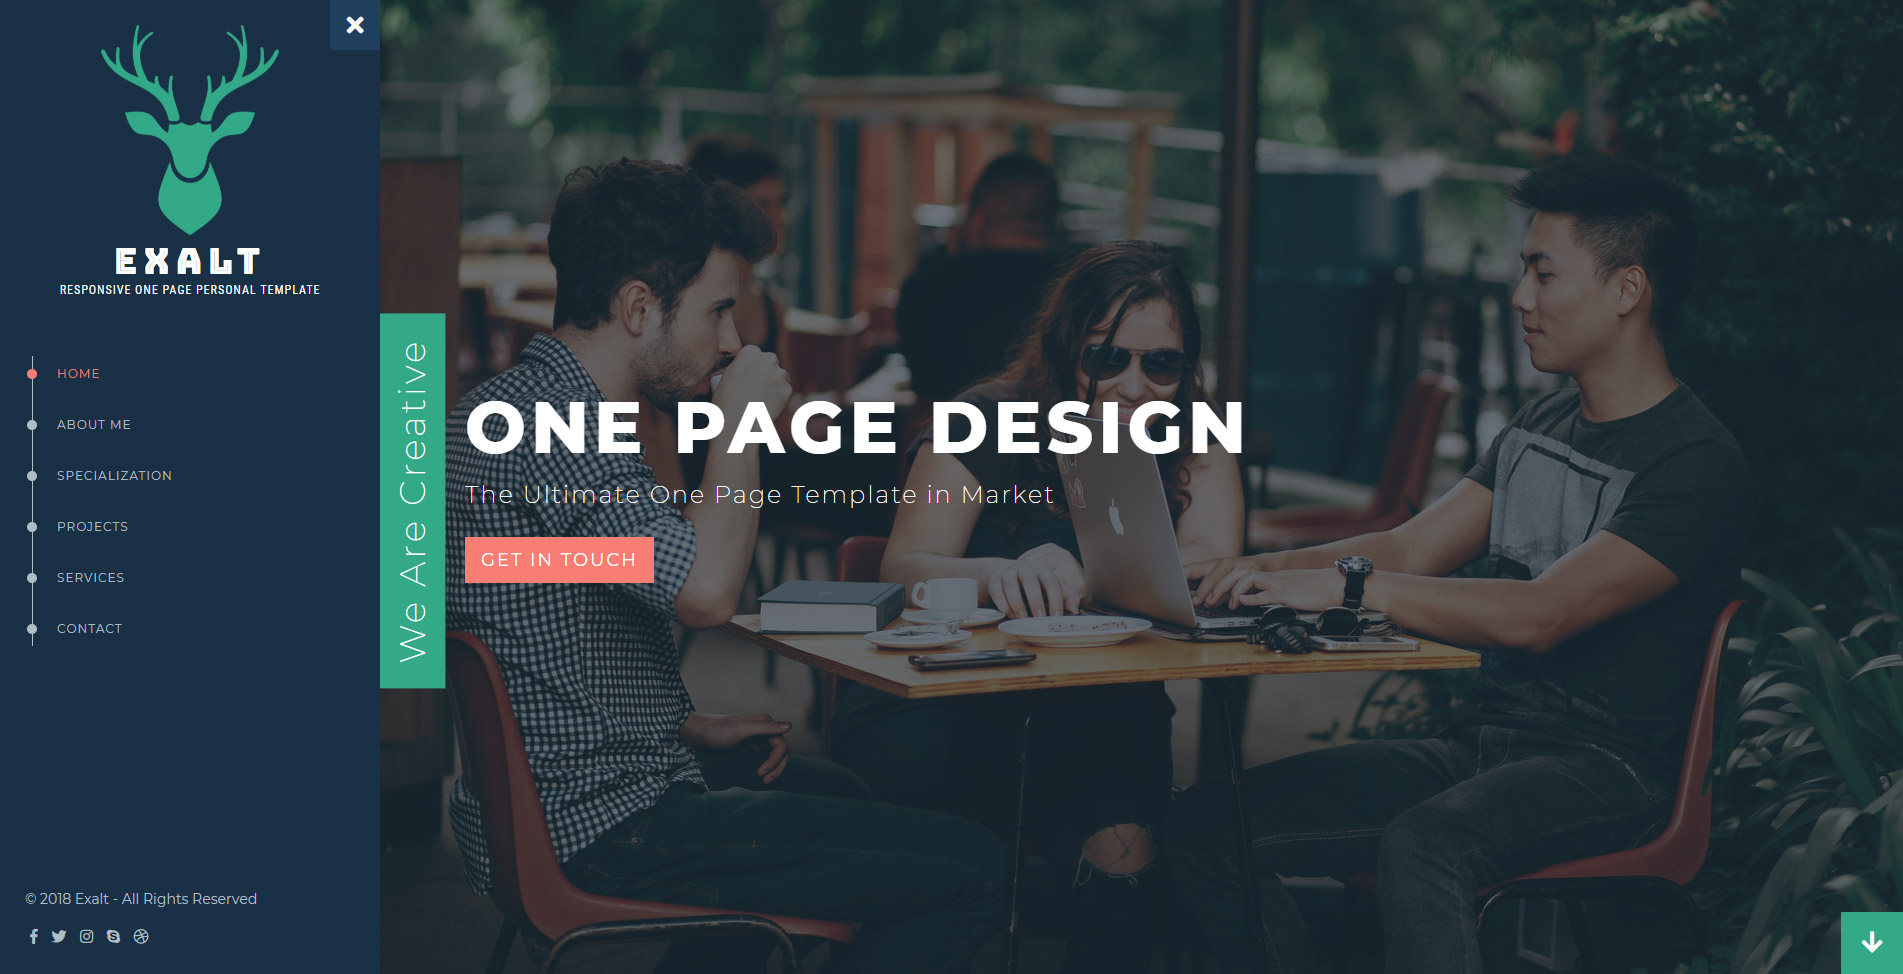 EXALT
RESPONSIVE ONE PAGE PERSONAL TEMPLATE
HOME
ABOUT ME
SPECIALIZATION
PROJECTS
SERVICES
CONTACT
© 2018 Exalt - All Rights Reserved
We Are Creative
ONE PAGE DESIGN
The Ultimate One Page Template in Market
GET IN TOUCH